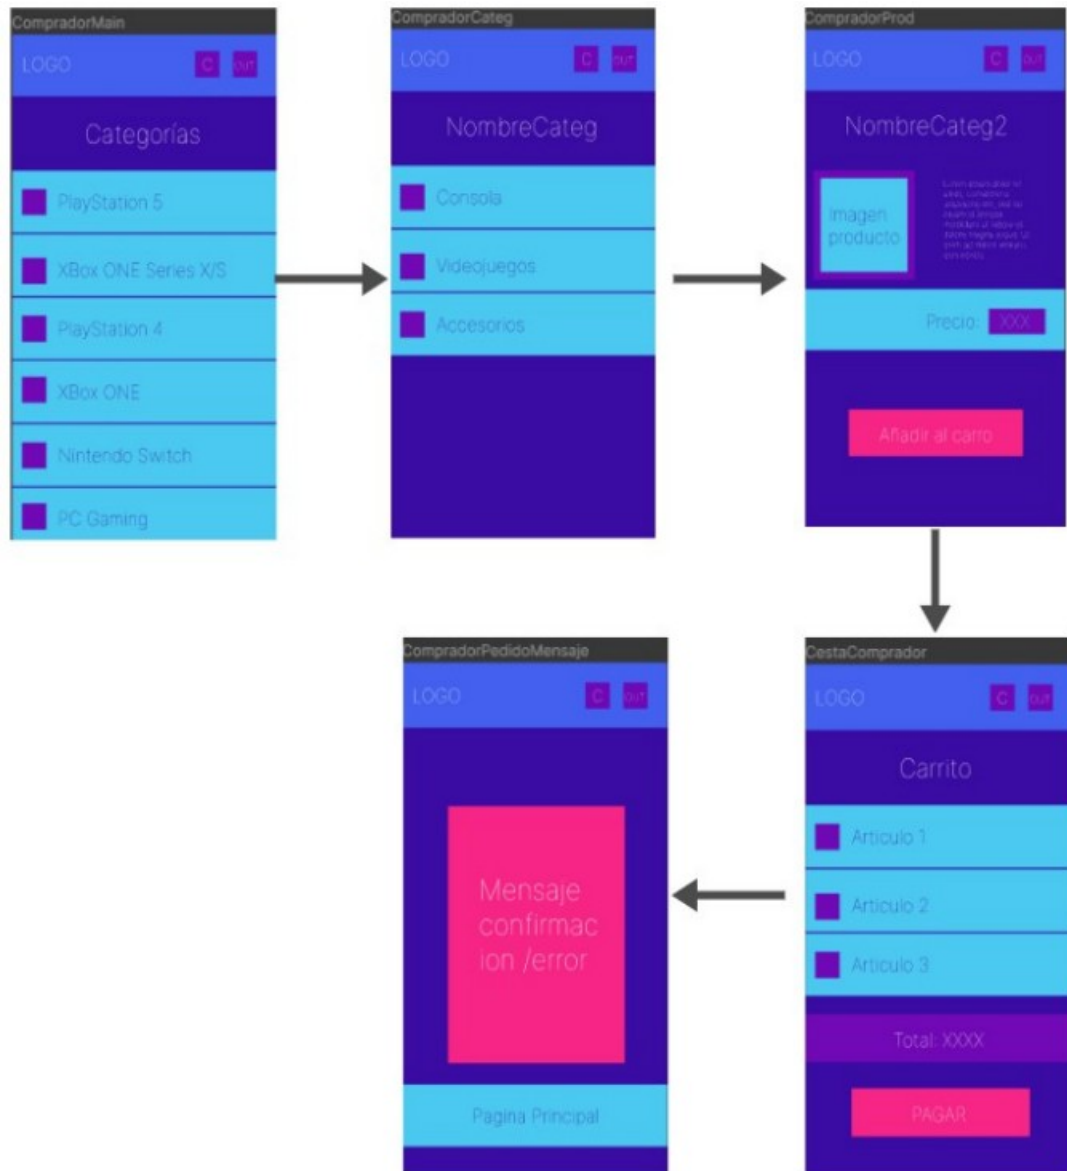 CompradorMain
LOGO
C
OUT
Categorías
PlayStation 5
XBox ONE Series X/S
PlayStation 4
XBox ONE
Nintendo Switch
PC Gaming
CompradorCateg
LOGO
C
OUT
NombreCateg
Consola
Videojuegos
Accesorios
CompradorProd
LOGO
C
OUT
NombreCateg2
Imagen
producto
Precio: XXX
Añadir al carro
CestaComprador
LOGO
C
OUT
Carrito
Articulo 1
Articulo 2
Articulo 3
Total: XXXX
PAGAR
CompradorPedidoMensaje
LOGO
C
OUT
Mensaje
confirmac
ion /error
Pagina Principal